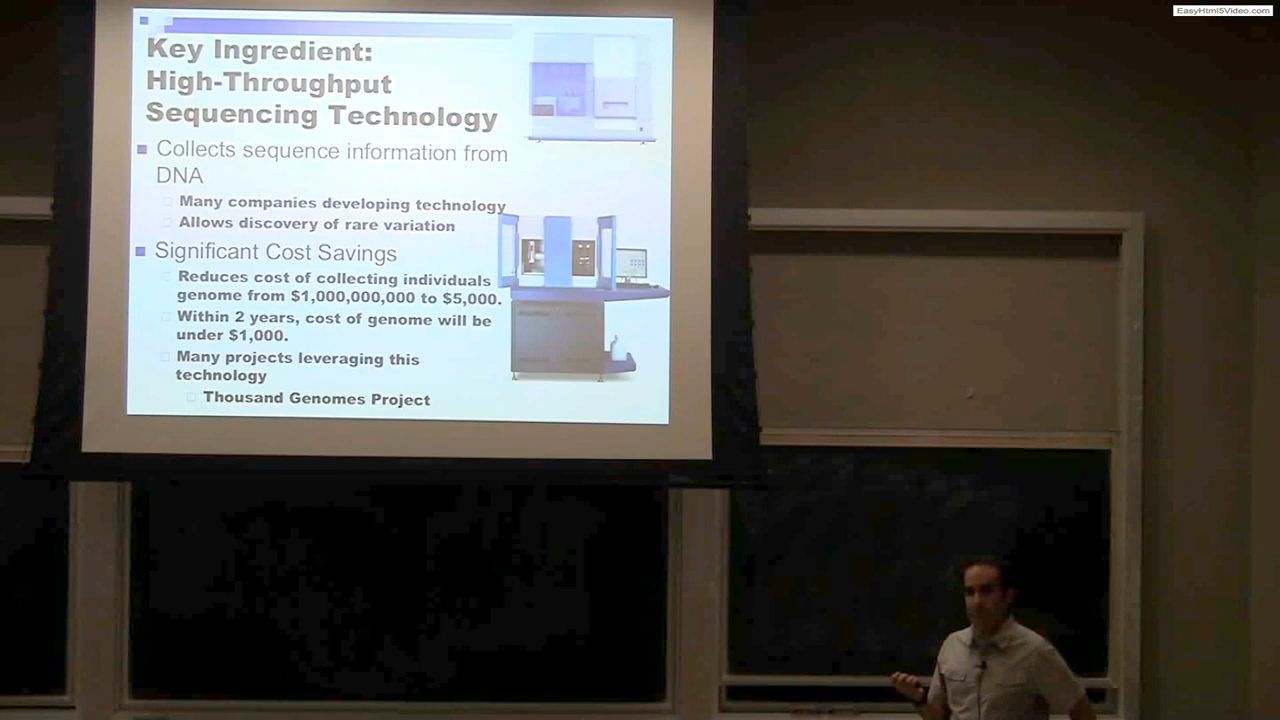 EasyHtml5Video.com
Key Ingredient:
High-Throughput
Sequencing Technology
Collects sequence information from
DNA
Many companies developing technology
Allows discovery of rare variation
Significant Cost Savings
Reduces cost of collecting individuals
genome from $1,000,000,000 to $5,000.
Within 2 years, cost of genome will be
under $1,000.
Many projects leveraging this
technology
Thousand Genomes Project